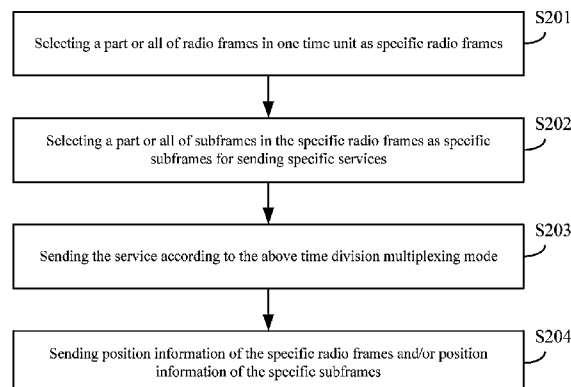 S201
Selecting a part or all of radio frames in one time unit as specific radio frames
S202
Selecting a part or all of subframes in the specific radio frames as specific
subframes for sending specific services
S203
Sending the service according to the above time division multiplexing mode
S204
Sending position information of the specific radio frames and/or position
information of the specific subframes